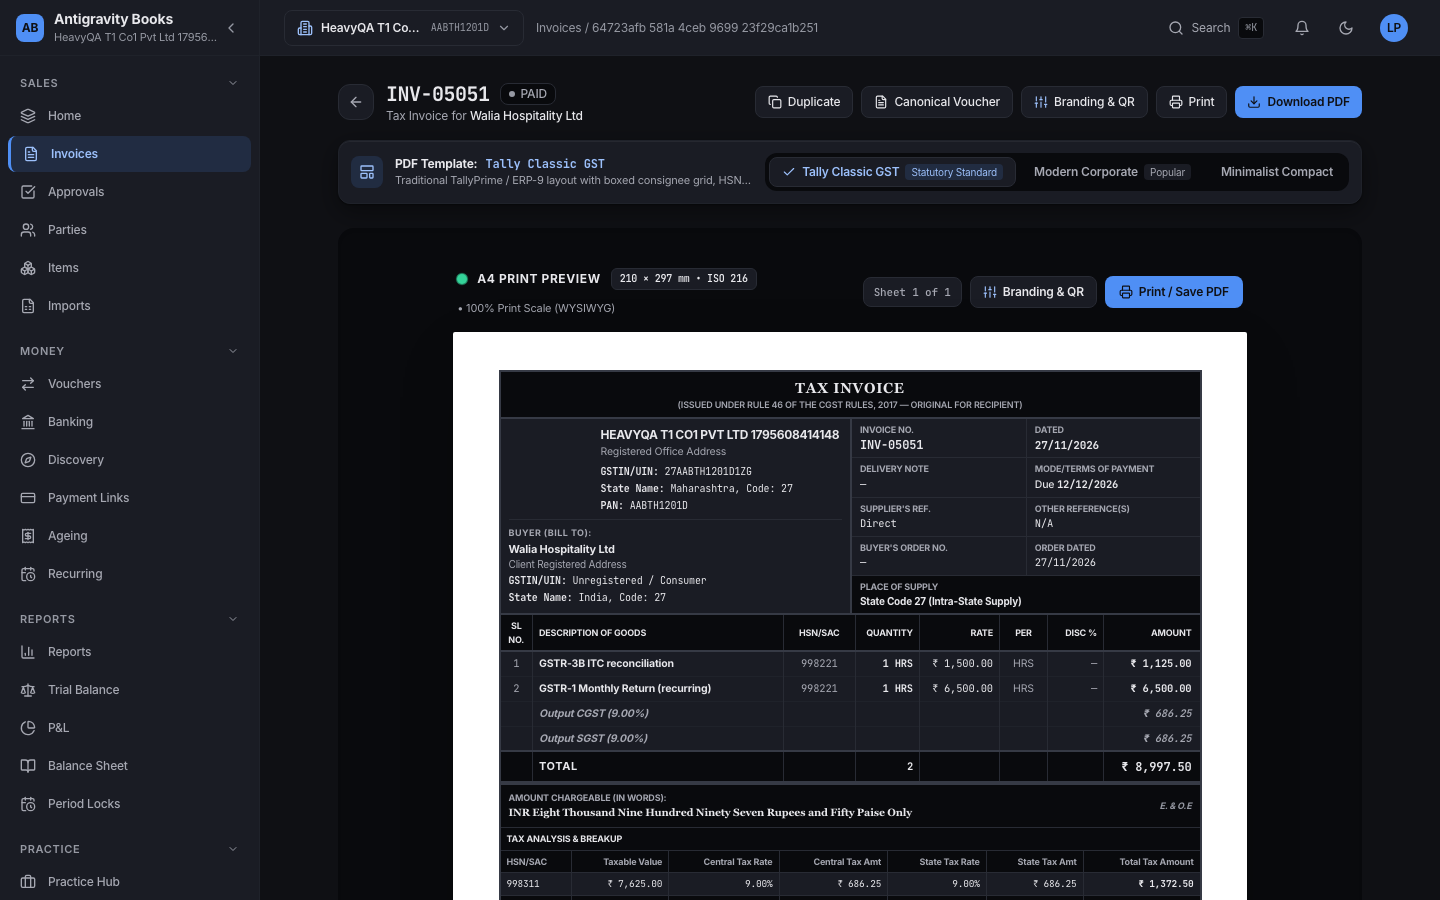 AB
Antigravity Books
HeavyQA T1 Co1 Pvt Ltd 17956...
SALES
Home
Invoices
Approvals
Parties
Items
Imports
MONEY
Vouchers
Banking
Discovery
Payment Links
Ageing
Recurring
REPORTS
Reports
Trial Balance
P&L
Balance Sheet
Period Locks
PRACTICE
Practice Hub
HeavyQA T1 Co... AABTH1201D
Invoices / 64723afb 581a 4ceb 9699 23f29ca1b251
Search ⌘K
LP
INV-05051 PAID
Tax Invoice for Walia Hospitality Ltd
Duplicate
Canonical Voucher
Branding & QR
Print
Download PDF
PDF Template: Tally Classic GST
Traditional TallyPrime / ERP-9 layout with boxed consignee grid, HSN...
Tally Classic GST Statutory Standard
Modern Corporate Popular
Minimalist Compact
A4 PRINT PREVIEW 210 × 297 mm • ISO 216
• 100% Print Scale (WYSIWYG)
Sheet 1 of 1
Branding & QR
Print / Save PDF
TAX INVOICE
(ISSUED UNDER RULE 46 OF THE CGST RULES, 2017 — ORIGINAL FOR RECIPIENT)
HEAVYQA T1 CO1 PVT LTD 1795608414148
Registered Office Address
GSTIN/UIN: 27AABTH1201D1ZG
State Name: Maharashtra, Code: 27
PAN: AABTH1201D
BUYER (BILL TO):
Walia Hospitality Ltd
Client Registered Address
GSTIN/UIN: Unregistered / Consumer
State Name: India, Code: 27
INVOICE NO. DATED
INV-05051 27/11/2026
DELIVERY NOTE MODE/TERMS OF PAYMENT
— Due 12/12/2026
SUPPLIER'S REF. OTHER REFERENCE(S)
Direct N/A
BUYER'S ORDER NO. ORDER DATED
— 27/11/2026
PLACE OF SUPPLY
State Code 27 (Intra-State Supply)
SL NO. DESCRIPTION OF GOODS HSN/SAC QUANTITY RATE PER DISC % AMOUNT
1 GSTR-3B ITC reconciliation 998221 1 HRS ₹ 1,500.00 HRS — ₹ 1,125.00
2 GSTR-1 Monthly Return (recurring) 998221 1 HRS ₹ 6,500.00 HRS — ₹ 6,500.00
Output CGST (9.00%) ₹ 686.25
Output SGST (9.00%) ₹ 686.25
TOTAL 2 ₹ 8,997.50
AMOUNT CHARGEABLE (IN WORDS):
INR Eight Thousand Nine Hundred Ninety Seven Rupees and Fifty Paise Only
E. & O.E
TAX ANALYSIS & BREAKUP
HSN/SAC Taxable Value Central Tax Rate Central Tax Amt State Tax Rate State Tax Amt Total Tax Amount
998311 ₹ 7,625.00 9.00% ₹ 686.25 9.00% ₹ 686.25 ₹ 1,372.50